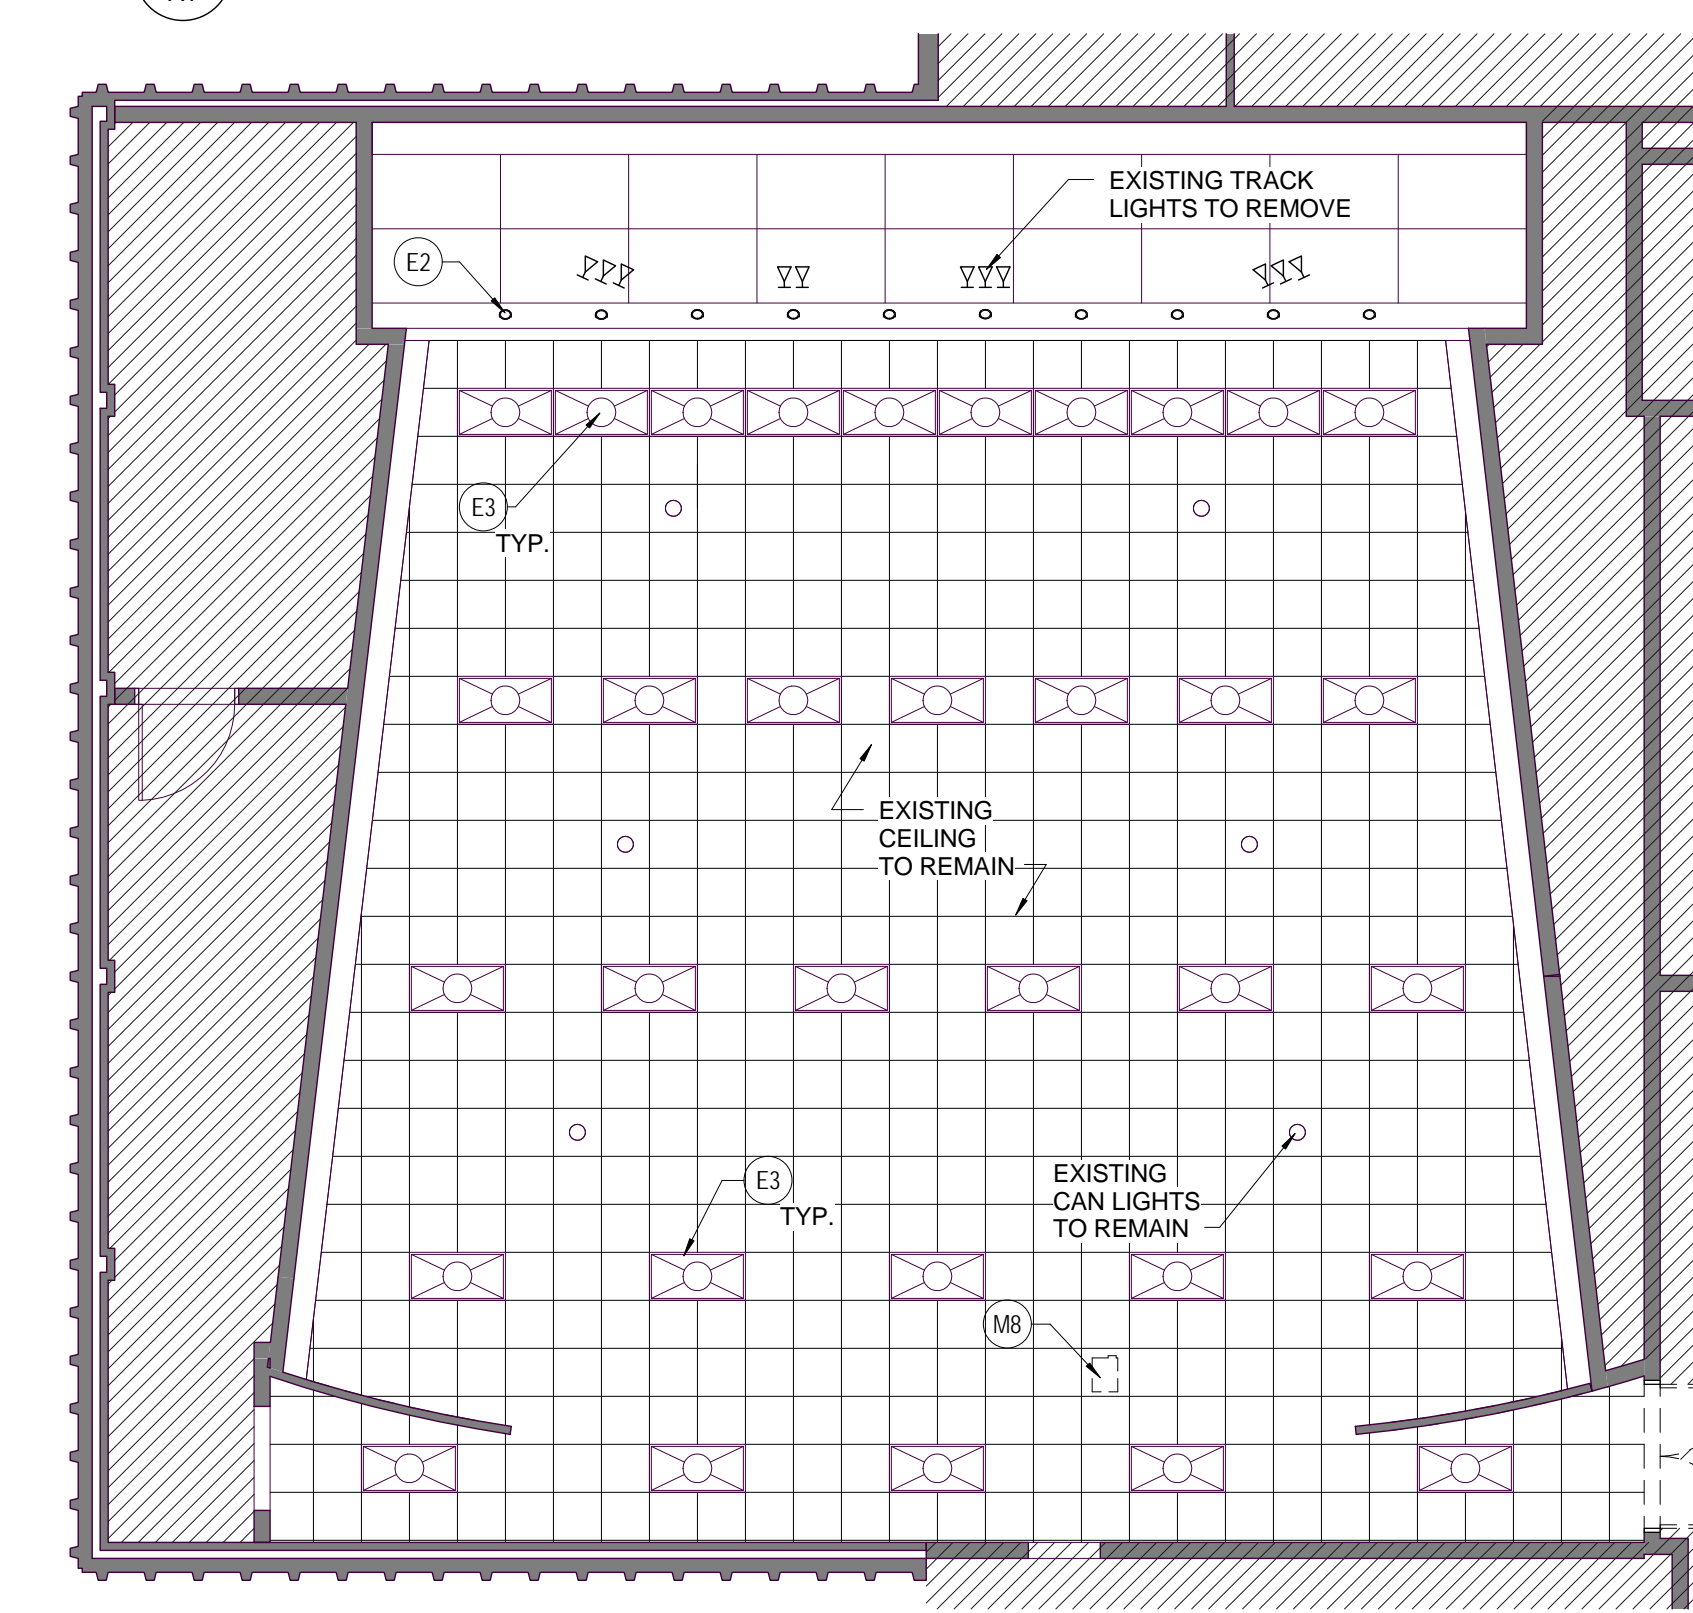 EXISTING TRACK
LIGHTS TO REMOVE
E2
E3
TYP.
EXISTING
CEILING
TO REMAIN
E3
TYP.
EXISTING
CAN LIGHTS
TO REMAIN
M8